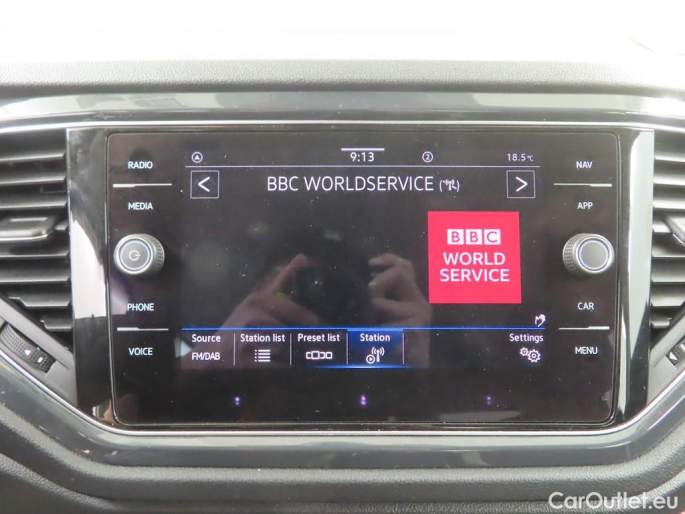 RADIO
MEDIA
PHONE
VOICE
9:13
2
18.5°C
< BBC WORLDSERVICE >
BBC
WORLD
SERVICE
Source
FM/DAB
Station list
Preset list
Station
Settings
NAV
APP
CAR
MENU
CarOutlet.eu